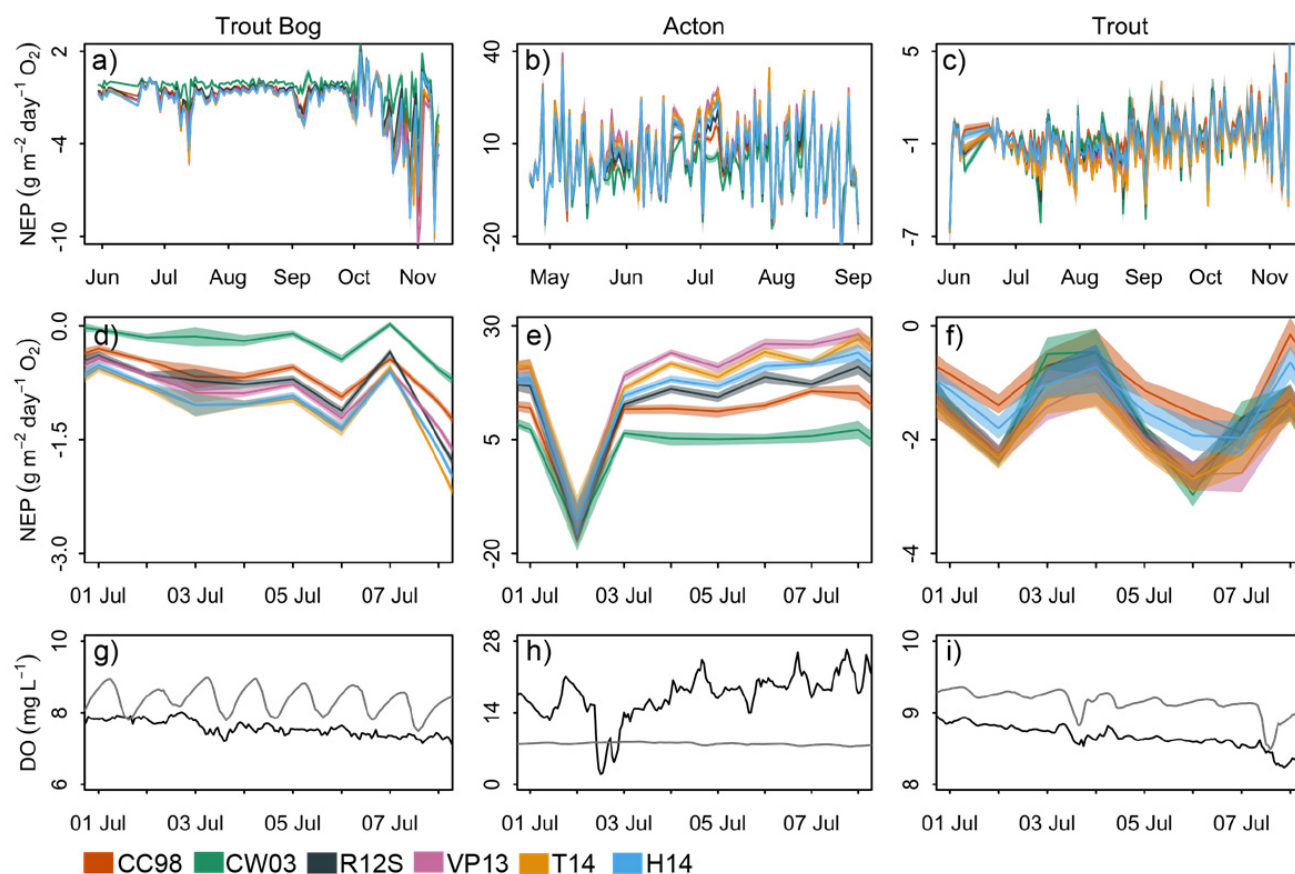 Trout Bog Acton Trout
NEP (g m⁻² day⁻¹ O₂)
a) 2 -4 -10
b) 40 10 -20
c) 5 -1 -7
Jun Jul Aug Sep Oct Nov
May Jun Jul Aug Sep
Jun Jul Aug Sep Oct Nov
NEP (g m⁻² day⁻¹ O₂)
d) 0.0 -1.5 -3.0
e) 30 5 -20
f) 0 -2 -4
01 Jul 03 Jul 05 Jul 07 Jul
01 Jul 03 Jul 05 Jul 07 Jul
01 Jul 03 Jul 05 Jul 07 Jul
DO (mg L⁻¹)
g) 10 8 6
h) 28 14 0
i) 10 9 8
01 Jul 03 Jul 05 Jul 07 Jul
01 Jul 03 Jul 05 Jul 07 Jul
01 Jul 03 Jul 05 Jul 07 Jul
CC98 CW03 R12S VP13 T14 H14